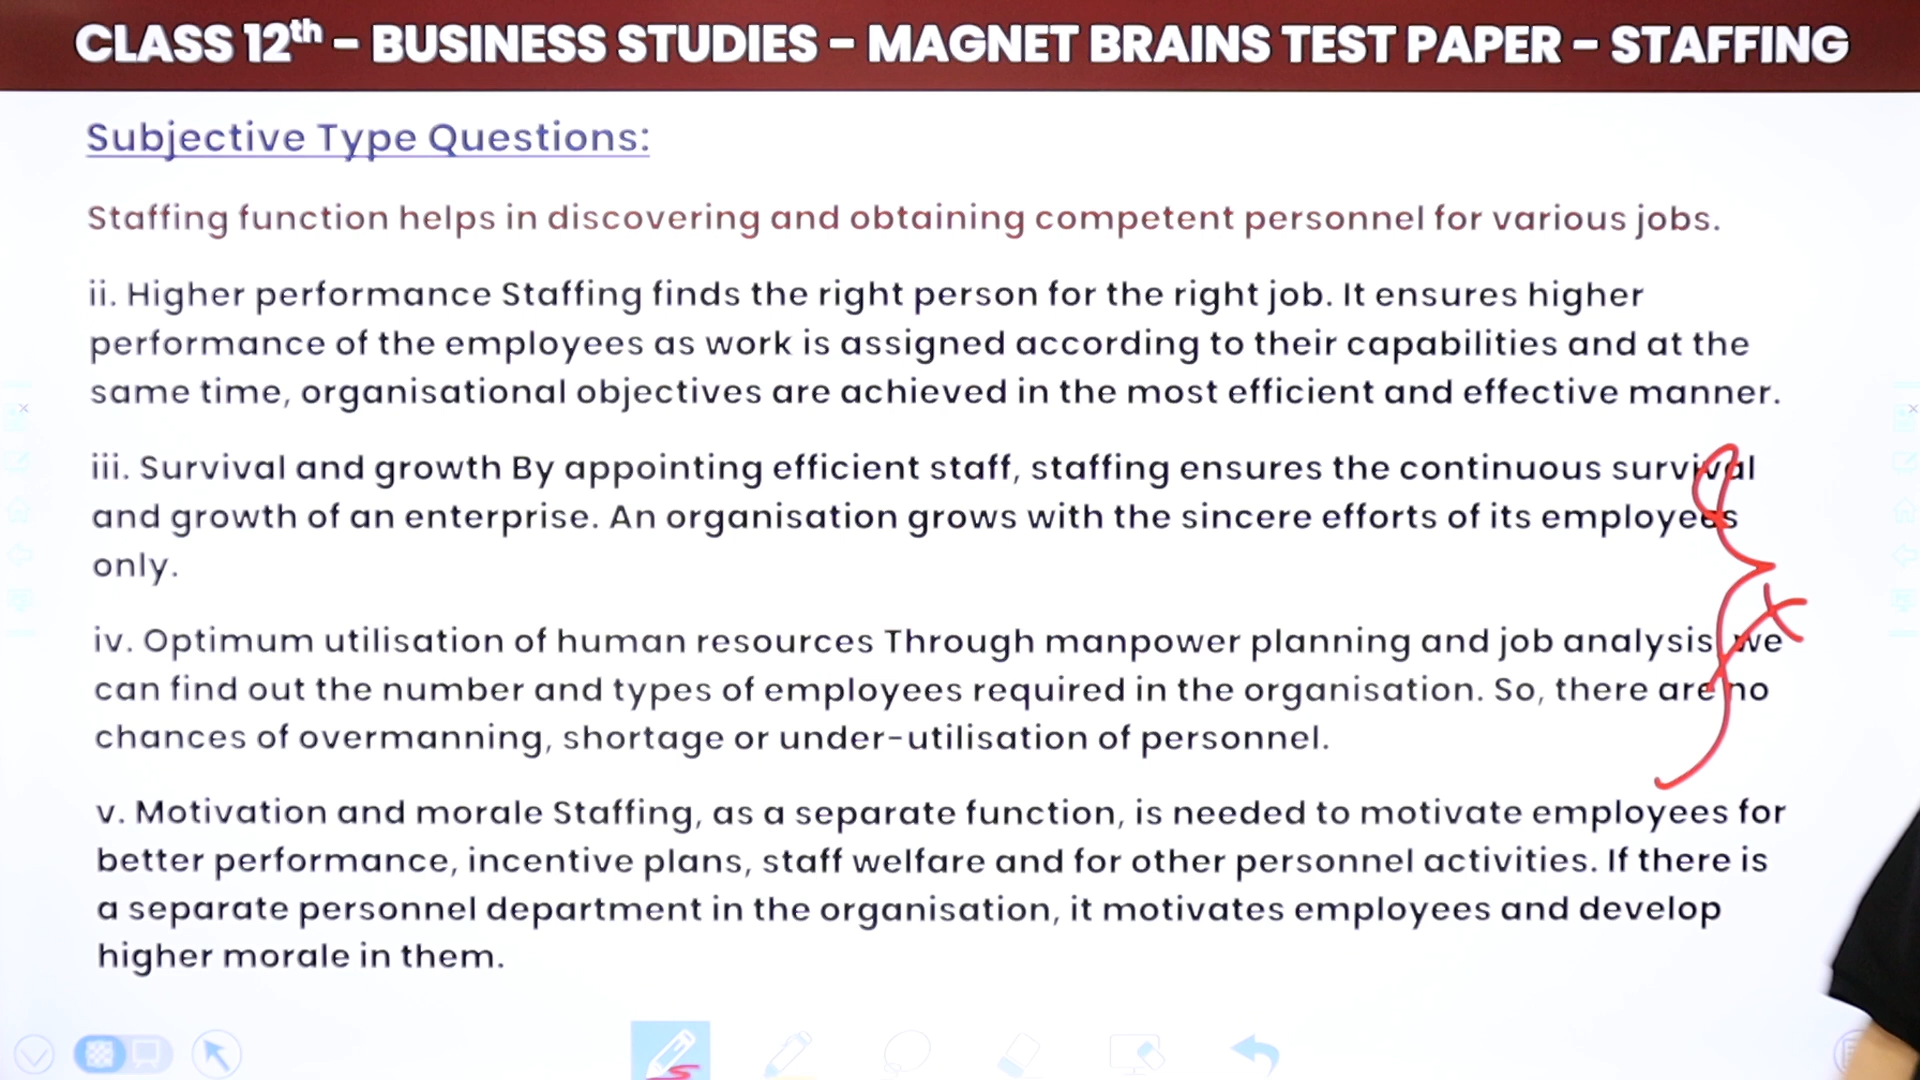 CLASS 12th – BUSINESS STUDIES – MAGNET BRAINS TEST PAPER – STAFFING
Subjective Type Questions:
Staffing function helps in discovering and obtaining competent personnel for various jobs.
ii. Higher performance Staffing finds the right person for the right job. It ensures higher
performance of the employees as work is assigned according to their capabilities and at the
same time, organisational objectives are achieved in the most efficient and effective manner.
iii. Survival and growth By appointing efficient staff, staffing ensures the continuous survival
and growth of an enterprise. An organisation grows with the sincere efforts of its employees
only.
iv. Optimum utilisation of human resources Through manpower planning and job analysis, we
can find out the number and types of employees required in the organisation. So, there are no
chances of overmanning, shortage or under-utilisation of personnel.
v. Motivation and morale Staffing, as a separate function, is needed to motivate employees for
better performance, incentive plans, staff welfare and for other personnel activities. If there is
a separate personnel department in the organisation, it motivates employees and develop
higher morale in them.